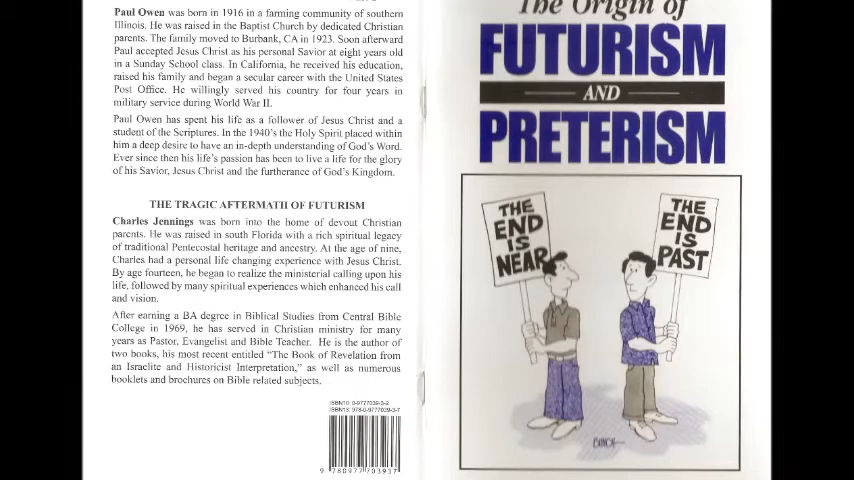 Paul Owen was born in 1916 in a farming community of southern
Illinois. He was raised in the Baptist Church by dedicated Christian
parents. The family moved to Burbank, CA in 1923. Soon afterward
Paul accepted Jesus Christ as his personal Savior at eight years old
in a Sunday School class. In California, he received his education,
raised his family and began a secular career with the United States
Post Office. He willingly served his country for four years in
military service during World War II.
Paul Owen has spent his life as a follower of Jesus Christ and a
student of the Scriptures. In the 1940's the Holy Spirit placed within
him a deep desire to have an in-depth understanding of God's Word.
Ever since then his life's passion has been to live a life for the glory
of his Savior, Jesus Christ and the furtherance of God's Kingdom.
THE TRAGIC AFTERMATH OF FUTURISM
Charles Jennings was born into the home of devout Christian
parents. He was raised in south Florida with a rich spiritual legacy
of traditional Pentecostal heritage and ancestry. At the age of nine,
Charles had a personal life changing experience with Jesus Christ.
By age fourteen, he began to realize the ministerial calling upon his
life, followed by many spiritual experiences which enhanced his call
and vision.
After earning a BA degree in Biblical Studies from Central Bible
College in 1969, he has served in Christian ministry for many
years as Pastor, Evangelist and Bible Teacher. He is the author of
two books, his most recent entitled "The Book of Revelation from
an Israelite and Historicist Interpretation," as well as numerous
booklets and brochures on Bible related subjects.
ISBN10: 0-9777039-3-2
ISBN13: 978-0-9777039-3-7
9 780977 703937
The Origin of
FUTURISM
AND
PRETERISM
THE
END
IS
NEAR
THE
END
IS
PAST